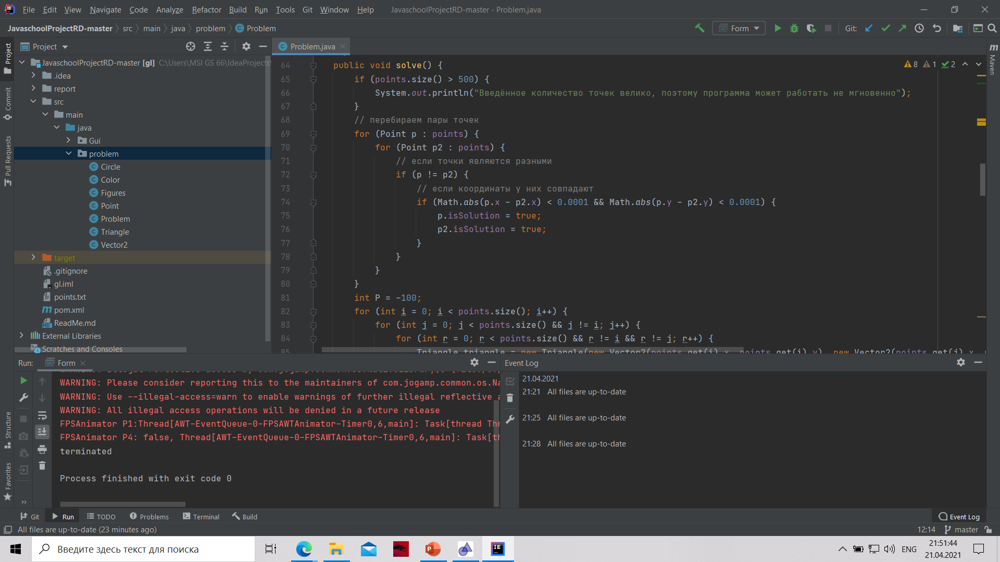 File Edit View Navigate Code Analyze Refactor Build Run Tools Git Window Help JavaschoolProjectRD-master - Problem.java
JavaschoolProjectRD-master src main java problem Problem Form Git:
Project
Problem.java
JavaschoolProjectRD-master [gl] C:\Users\MSI GS 66\IdeaProjects\
.idea
report
src
main
java
Gui
problem
Circle
Color
Figures
Point
Problem
Triangle
Vector2
target
.gitignore
gl.iml
points.txt
pom.xml
ReadMe.md
External Libraries
Scratches and Consoles
Project
Commit
Pull Requests
Structure
Favorites
Maven
8 1 2
64 public void solve() {
65 if (points.size() > 500) {
66 System.out.println("Введённое количество точек велико, поэтому программа может работать не мгновенно");
67 }
68 // перебираем пары точек
69 for (Point p : points) {
70 for (Point p2 : points) {
71 // если точки являются разными
72 if (p != p2) {
73 // если координаты у них совпадают
74 if (Math.abs(p.x - p2.x) < 0.0001 && Math.abs(p.y - p2.y) < 0.0001) {
75 p.isSolution = true;
76 p2.isSolution = true;
77 }
78 }
79 }
80 }
81 int P = -100;
82 for (int i = 0; i < points.size(); i++) {
83 for (int j = 0; j < points.size() && j != i; j++) {
84 for (int r = 0; r < points.size() && r != i && r != j; r++) {
85 Triangle triangle = new Triangle(new Vector2(points.get(i).x, points.get(i).y), new Vector2(points.get(j).x,
Run: Form
WARNING: Please consider reporting this to the maintainers of com.jogamp.common.os.Na
WARNING: Use --illegal-access=warn to enable warnings of further illegal reflective a
WARNING: All illegal access operations will be denied in a future release
FPSAnimator P1:Thread[AWT-EventQueue-0-FPSAWTAnimator-Timer0,6,main]: Task[thread Thr
FPSAnimator P4: false, Thread[AWT-EventQueue-0-FPSAWTAnimator-Timer0,6,main]: Task[th
terminated
Process finished with exit code 0
Event Log
21.04.2021
21:21 All files are up-to-date
21:25 All files are up-to-date
21:28 All files are up-to-date
Git Run TODO Problems Terminal Build Event Log
All files are up-to-date (23 minutes ago) 12:14 master
Введите здесь текст для поиска
ENG
21:51:44
21.04.2021